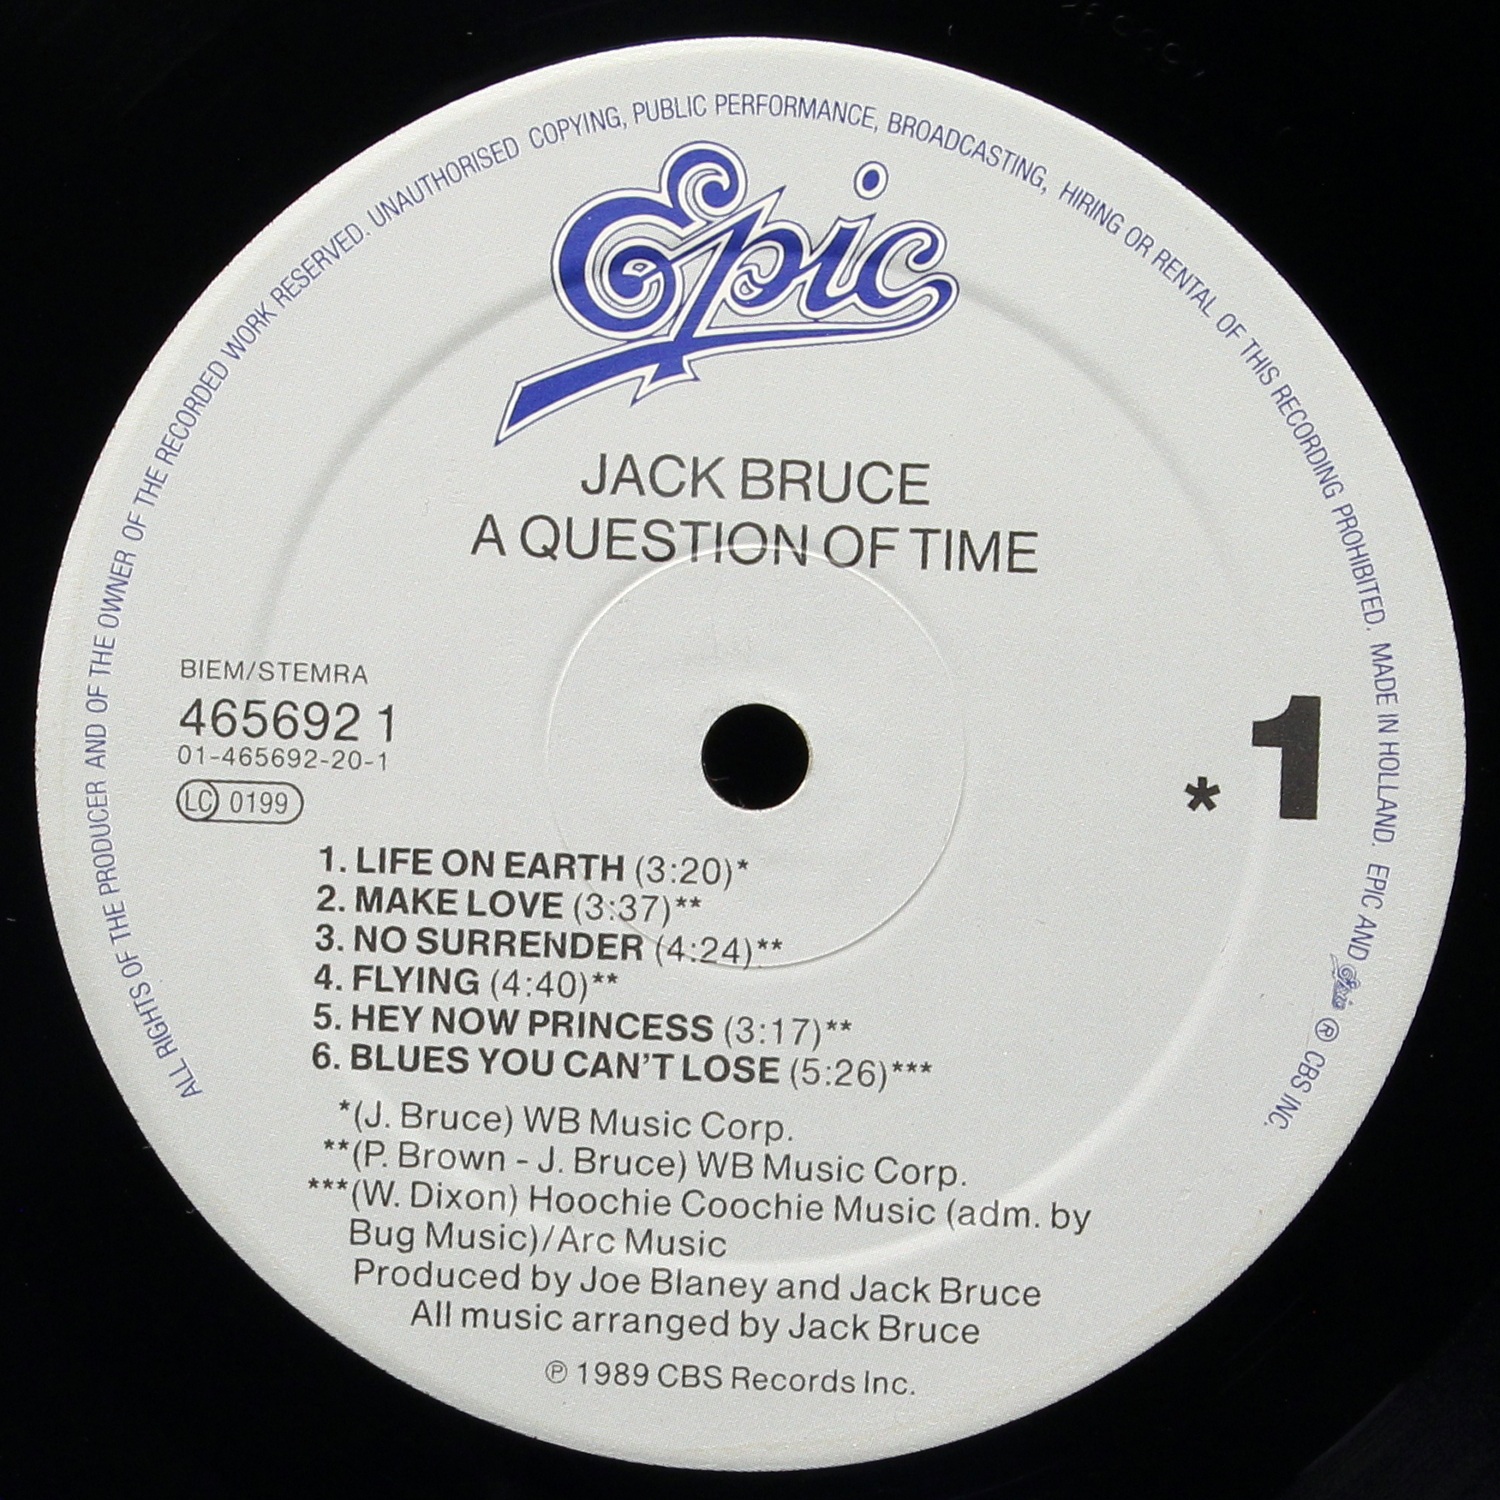 ALL RIGHTS OF THE PRODUCER AND OF THE OWNER OF THE RECORDED WORK RESERVED. UNAUTHORISED COPYING, PUBLIC PERFORMANCE, BROADCASTING, HIRING OR RENTAL OF THIS RECORDING PROHIBITED. MADE IN HOLLAND. EPIC AND Epic ® CBS INC.
Epic
JACK BRUCE
A QUESTION OF TIME
BIEM/STEMRA
465692 1
01-465692-20-1
LC 0199
* 1
1. LIFE ON EARTH (3:20)*
2. MAKE LOVE (3:37)**
3. NO SURRENDER (4:24)**
4. FLYING (4:40)**
5. HEY NOW PRINCESS (3:17)**
6. BLUES YOU CAN'T LOSE (5:26)***
*(J. Bruce) WB Music Corp.
**(P. Brown - J. Bruce) WB Music Corp.
***(W. Dixon) Hoochie Coochie Music (adm. by
Bug Music)/Arc Music
Produced by Joe Blaney and Jack Bruce
All music arranged by Jack Bruce
℗ 1989 CBS Records Inc.